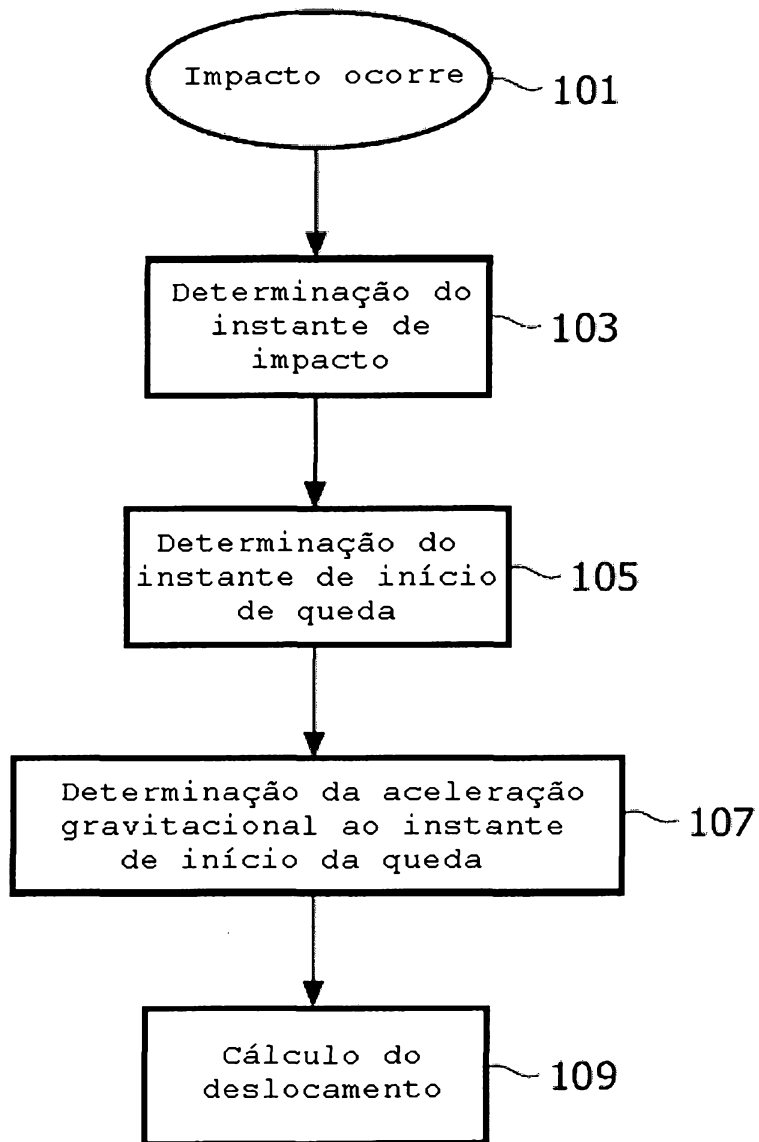 Impacto ocorre
101
Determinação do
instante de
impacto
103
Determinação do
instante de início
de queda
105
Determinação da aceleração
gravitacional ao instante
de início da queda
107
Cálculo do
deslocamento
109